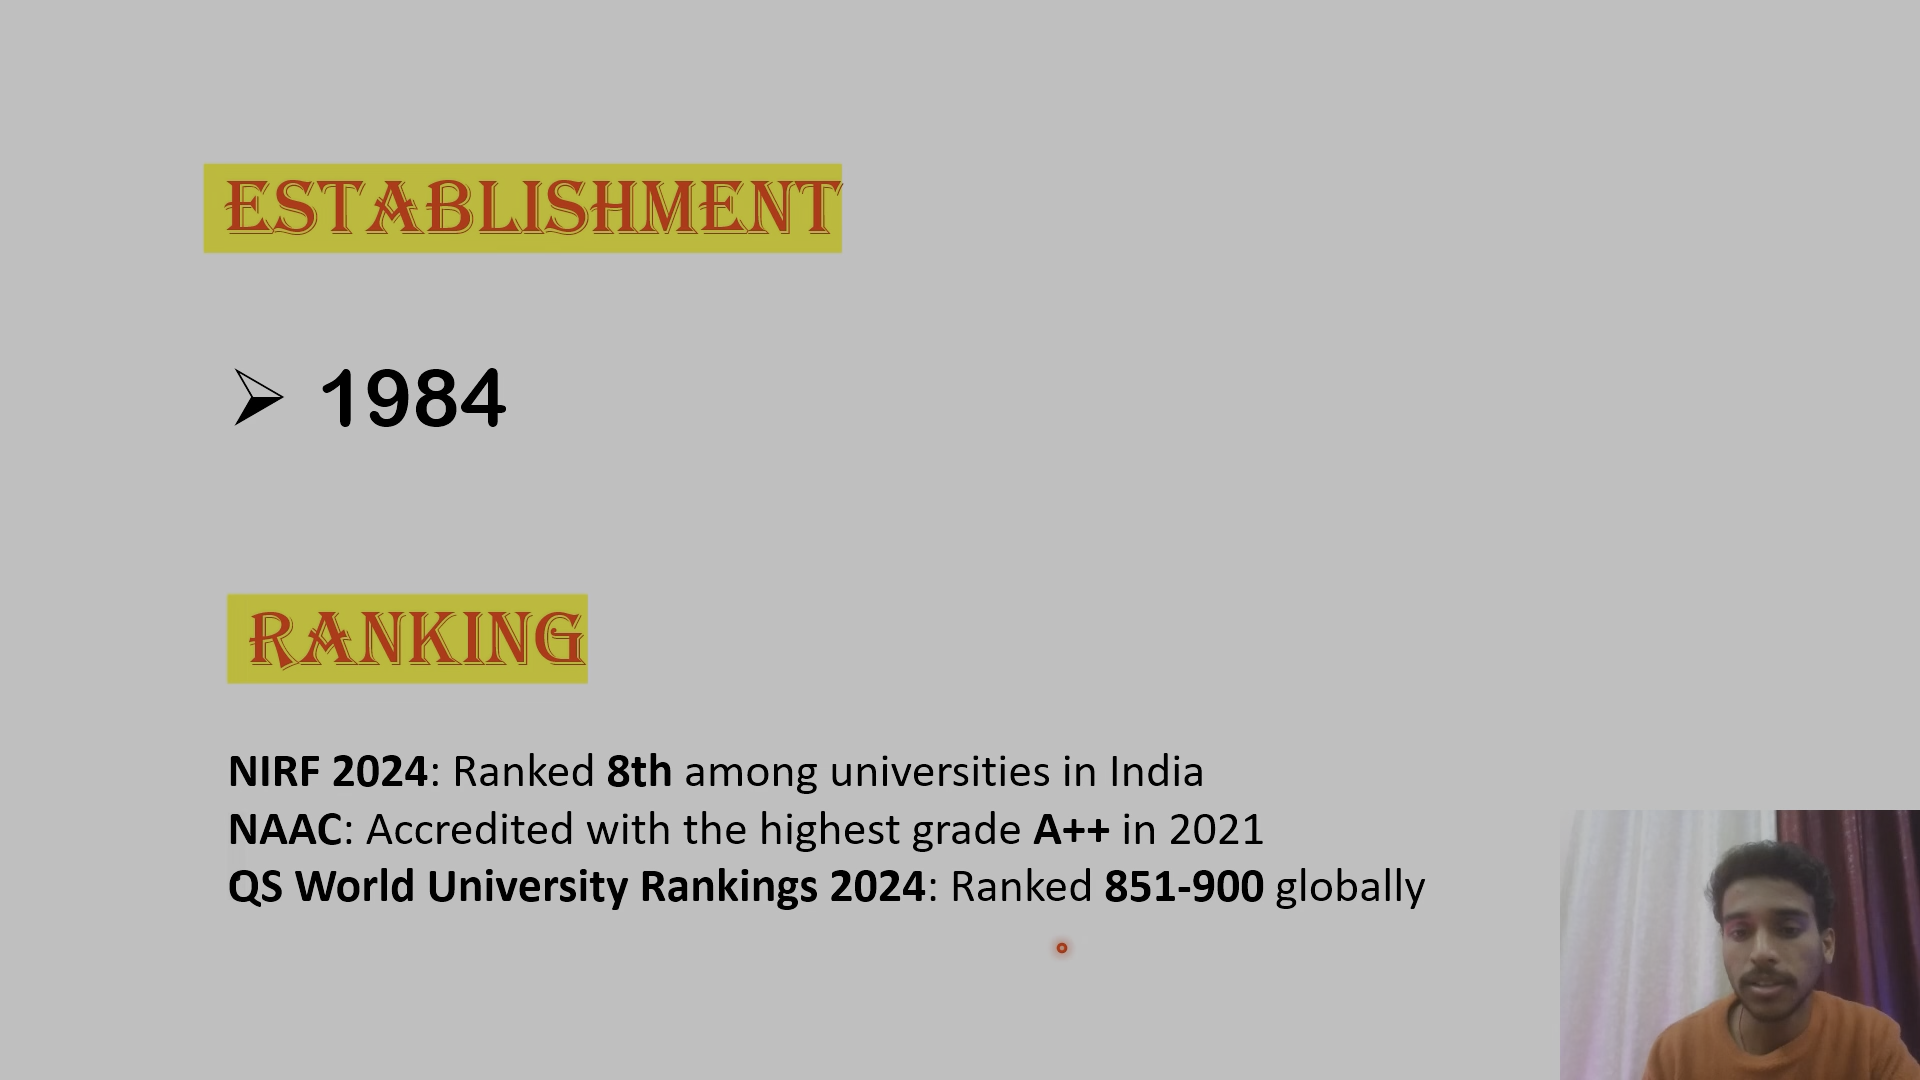 ESTABLISHMENT
1984
RANKING
NIRF 2024: Ranked 8th among universities in India
NAAC: Accredited with the highest grade A++ in 2021
QS World University Rankings 2024: Ranked 851-900 globally